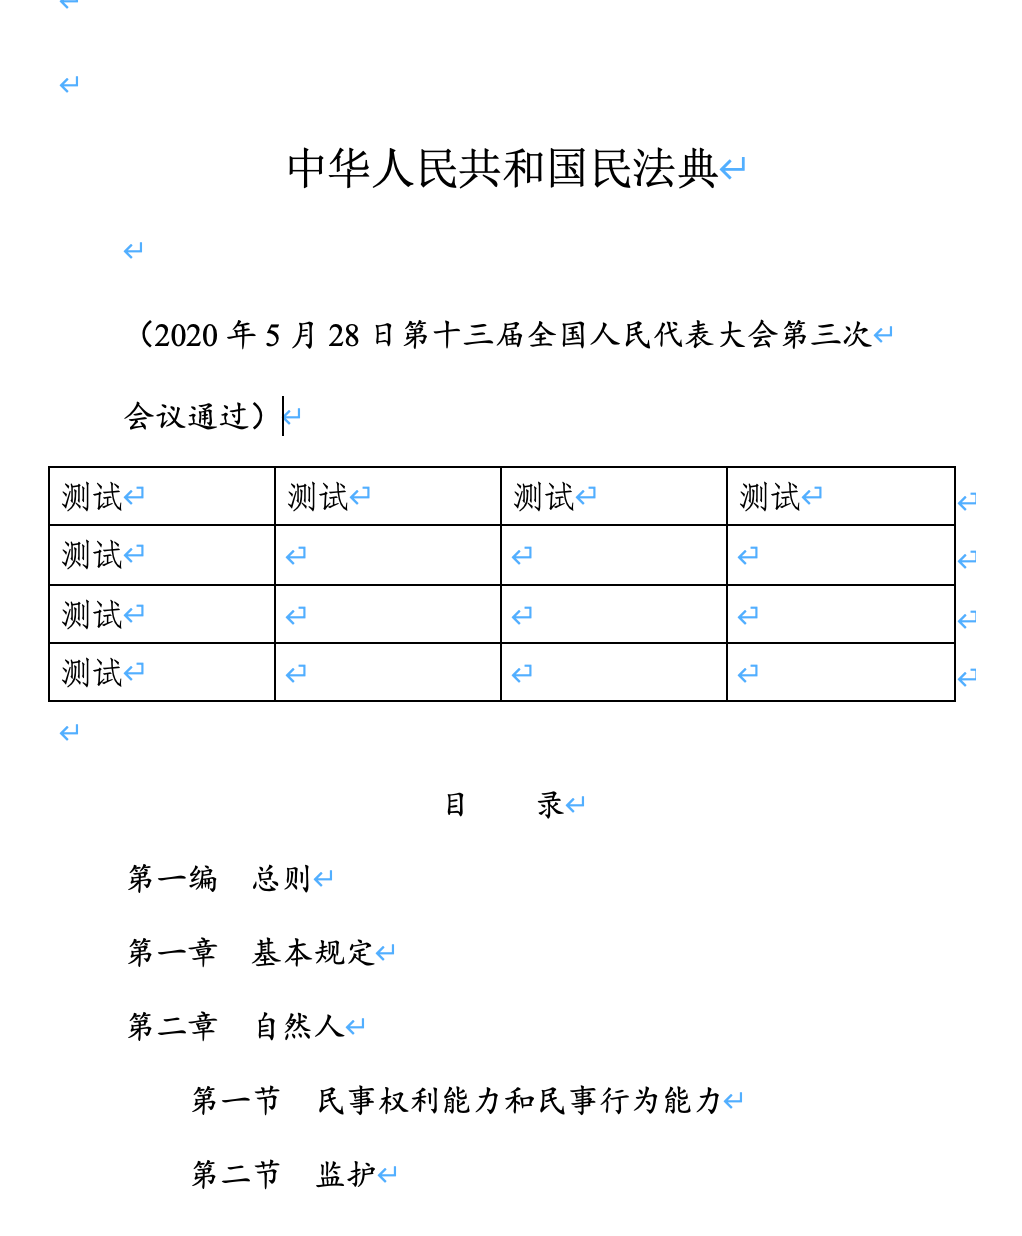 中华人民共和国民法典
（2020 年 5 月 28 日第十三届全国人民代表大会第三次
会议通过）
测试 测试 测试 测试
测试
测试
测试
目　　录
第一编　总则
第一章　基本规定
第二章　自然人
第一节　民事权利能力和民事行为能力
第二节　监护